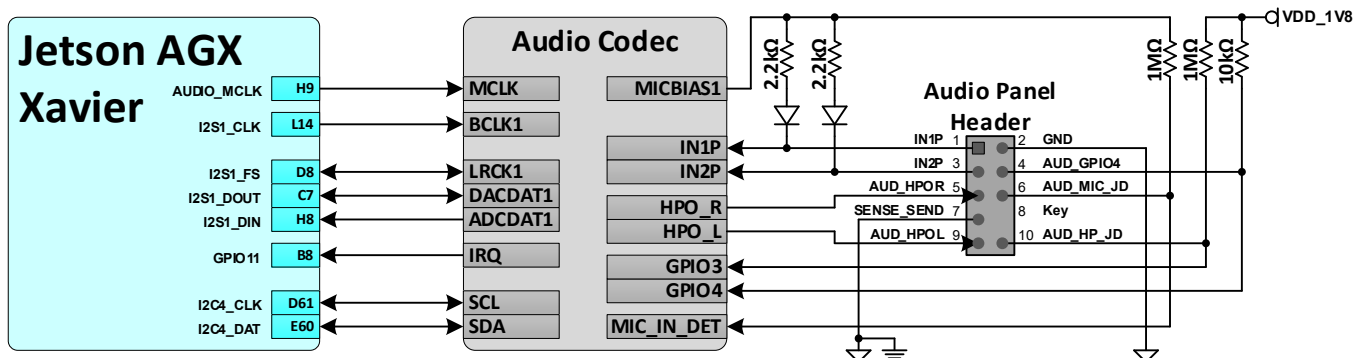 VDD_1V8
Jetson AGX
Xavier
Audio Codec
2.2kΩ
2.2kΩ
1MΩ
1MΩ
10kΩ
AUDIO_MCLK H9
MCLK
MICBIAS1
Audio Panel
Header
I2S1_CLK L14
BCLK1
IN1P
IN1P 1
2 GND
I2S1_FS D8
LRCK1
IN2P
IN2P 3
4 AUD_GPIO4
I2S1_DOUT C7
DACDAT1
HPO_R
AUD_HPOR 5
6 AUD_MIC_JD
I2S1_DIN H8
ADCDAT1
HPO_L
SENSE_SEND 7
8 Key
AUD_HPOL 9
10 AUD_HP_JD
GPIO11 B8
IRQ
GPIO3
GPIO4
I2C4_CLK D61
SCL
I2C4_DAT E60
SDA
MIC_IN_DET